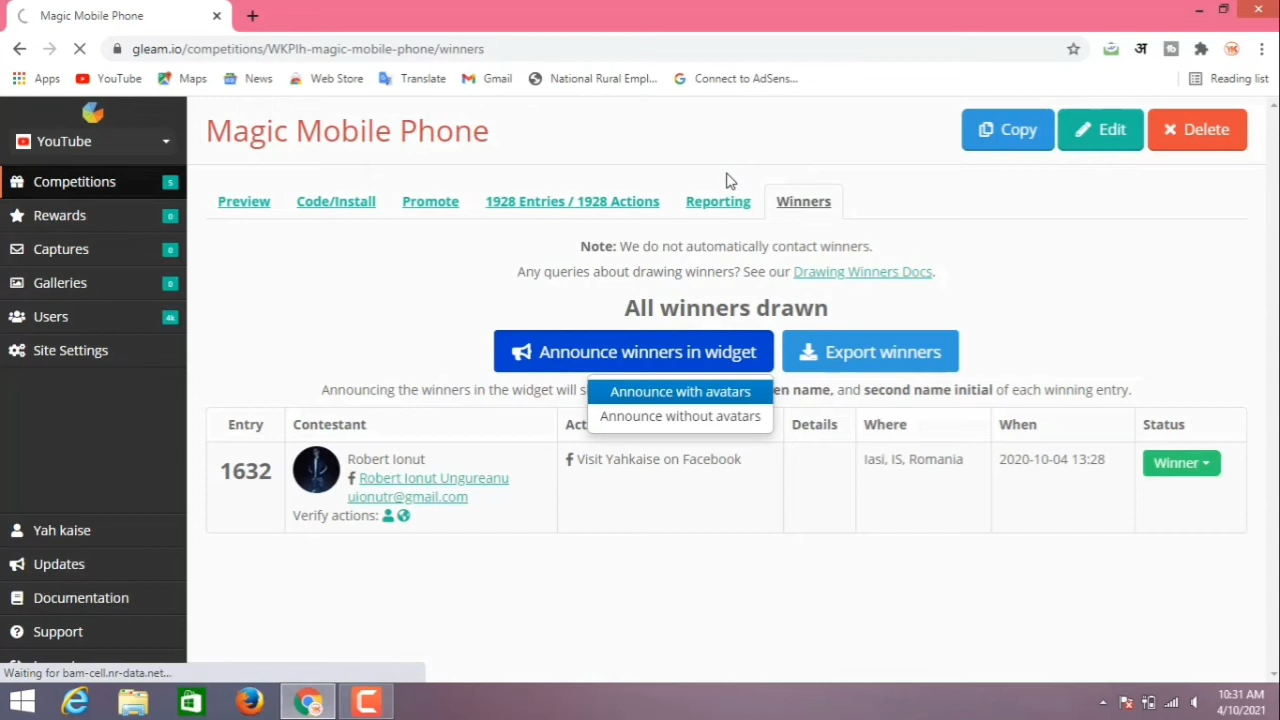 Magic Mobile Phone
gleam.io/competitions/WKPIh-magic-mobile-phone/winners
Apps YouTube Maps News Web Store Translate Gmail National Rural Empl... Connect to AdSens... Reading list
YouTube
Competitions 5
Rewards 0
Captures 0
Galleries 0
Users 4k
Site Settings
Yah kaise
Updates
Documentation
Support
Waiting for bam-cell.nr-data.net...
Magic Mobile Phone
Copy Edit Delete
Preview Code/Install Promote 1928 Entries / 1928 Actions Reporting Winners
Note: We do not automatically contact winners.
Any queries about drawing winners? See our Drawing Winners Docs.
All winners drawn
Announce winners in widget Export winners
Announce with avatars
Announce without avatars
Announcing the winners in the widget will s en name, and second name initial of each winning entry.
Entry Contestant Act Details Where When Status
1632 Robert Ionut Visit Yahkaise on Facebook Iasi, IS, Romania 2020-10-04 13:28 Winner
Robert Ionut Ungureanu
uionutr@gmail.com
Verify actions:
10:31 AM
4/10/2021